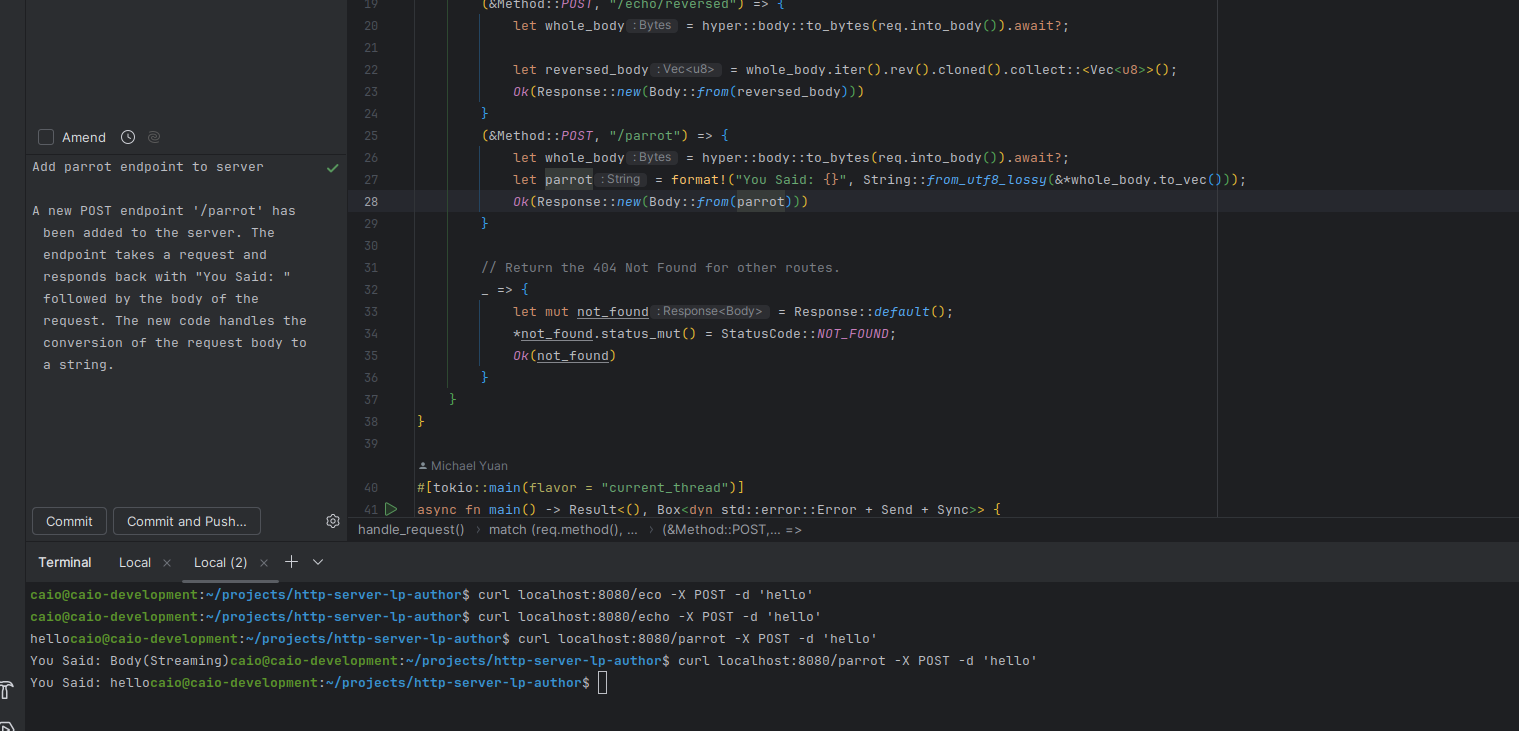 Amend
Add parrot endpoint to server
A new POST endpoint '/parrot' has
been added to the server. The
endpoint takes a request and
responds back with "You Said: "
followed by the body of the
request. The new code handles the
conversion of the request body to
a string.
Commit
Commit and Push...
19 (&Method::POST, "/echo/reversed") => {
20 let whole_body : Bytes = hyper::body::to_bytes(req.into_body()).await?;
21
22 let reversed_body : Vec<u8> = whole_body.iter().rev().cloned().collect::<Vec<u8>>();
23 Ok(Response::new(Body::from(reversed_body)))
24 }
25 (&Method::POST, "/parrot") => {
26 let whole_body : Bytes = hyper::body::to_bytes(req.into_body()).await?;
27 let parrot : String = format!("You Said: {}", String::from_utf8_lossy(&*whole_body.to_vec()));
28 Ok(Response::new(Body::from(parrot)))
29 }
30
31 // Return the 404 Not Found for other routes.
32 _ => {
33 let mut not_found : Response<Body> = Response::default();
34 *not_found.status_mut() = StatusCode::NOT_FOUND;
35 Ok(not_found)
36 }
37 }
38 }
39
Michael Yuan
40 #[tokio::main(flavor = "current_thread")]
41 async fn main() -> Result<(), Box<dyn std::error::Error + Send + Sync>> {
handle_request() › match (req.method(), ... › (&Method::POST,... =>
Terminal Local × Local (2) ×
caio@caio-development:~/projects/http-server-lp-author$ curl localhost:8080/eco -X POST -d 'hello'
caio@caio-development:~/projects/http-server-lp-author$ curl localhost:8080/echo -X POST -d 'hello'
hellocaio@caio-development:~/projects/http-server-lp-author$ curl localhost:8080/parrot -X POST -d 'hello'
You Said: Body(Streaming)caio@caio-development:~/projects/http-server-lp-author$ curl localhost:8080/parrot -X POST -d 'hello'
You Said: hellocaio@caio-development:~/projects/http-server-lp-author$